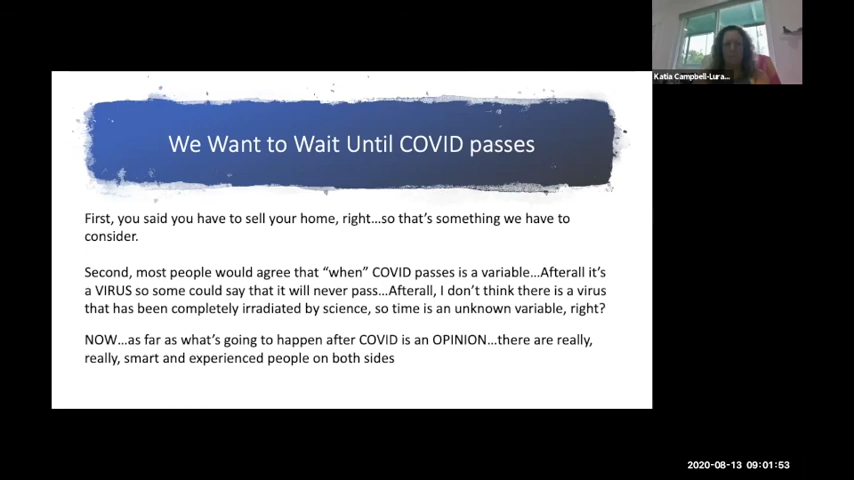 Katia Campbell-Lura...
We Want to Wait Until COVID passes
First, you said you have to sell your home, right...so that's something we have to
consider.
Second, most people would agree that “when” COVID passes is a variable...Afterall it's
a VIRUS so some could say that it will never pass...Afterall, I don't think there is a virus
that has been completely irradiated by science, so time is an unknown variable, right?
NOW...as far as what's going to happen after COVID is an OPINION...there are really,
really, smart and experienced people on both sides
2020-08-13 09:01:53